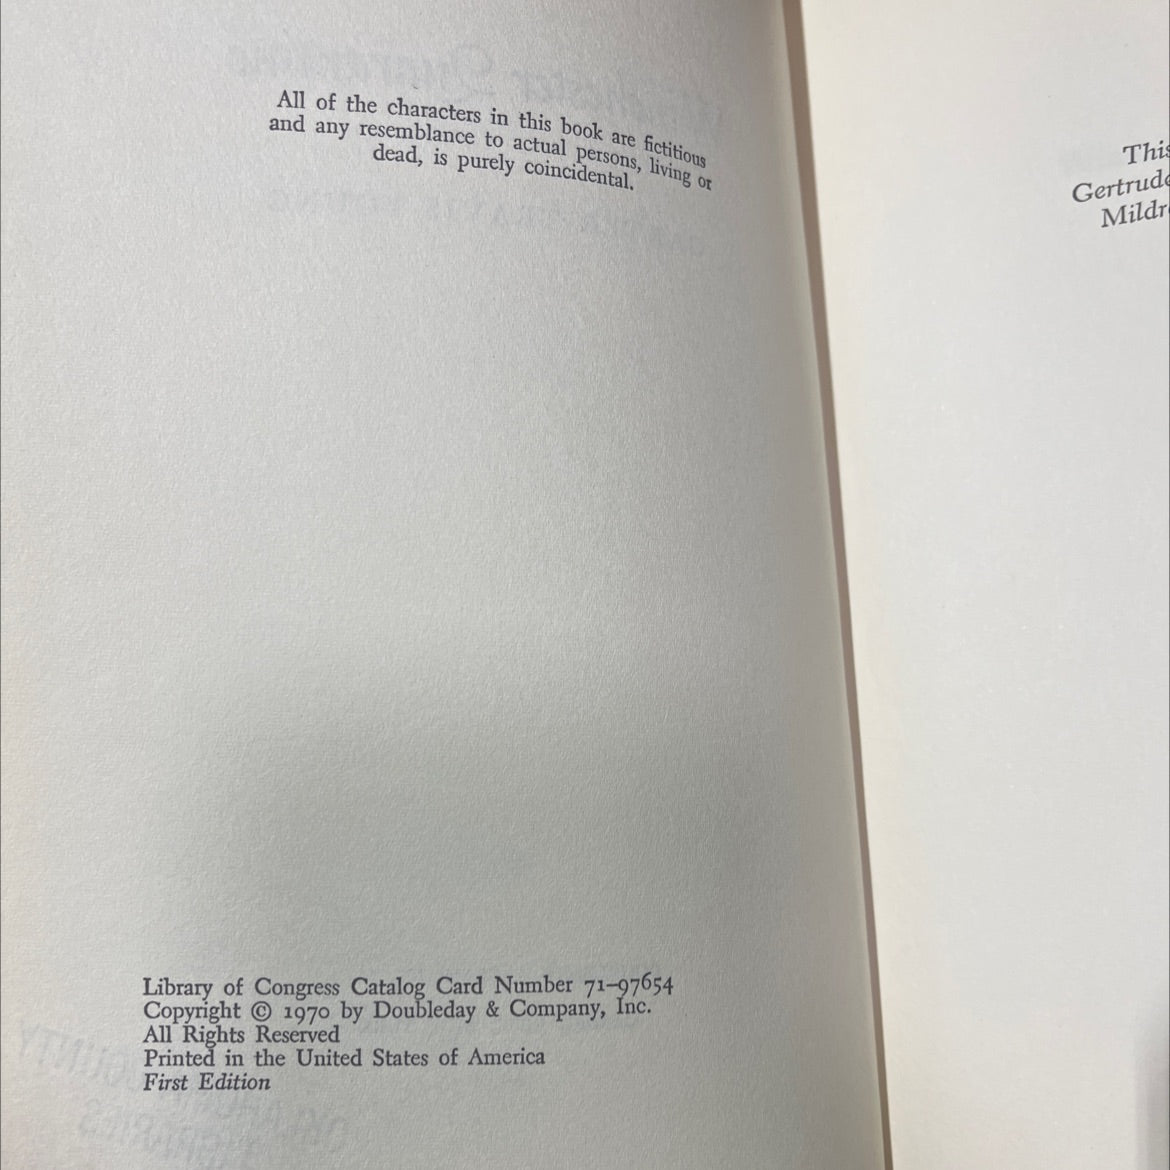 All of the characters in this book are fictitious
and any resemblance to actual persons, living or
dead, is purely coincidental.
This
Gertrude
Mildr
Library of Congress Catalog Card Number 71–97654
Copyright © 1970 by Doubleday & Company, Inc.
All Rights Reserved
Printed in the United States of America
First Edition